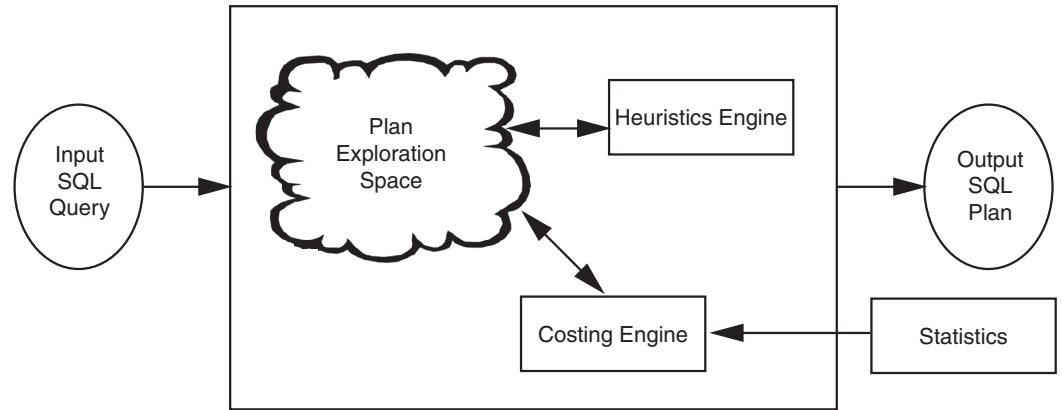 Input
SQL
Query
Plan
Exploration
Space
Heuristics Engine
Costing Engine
Output
SQL
Plan
Statistics